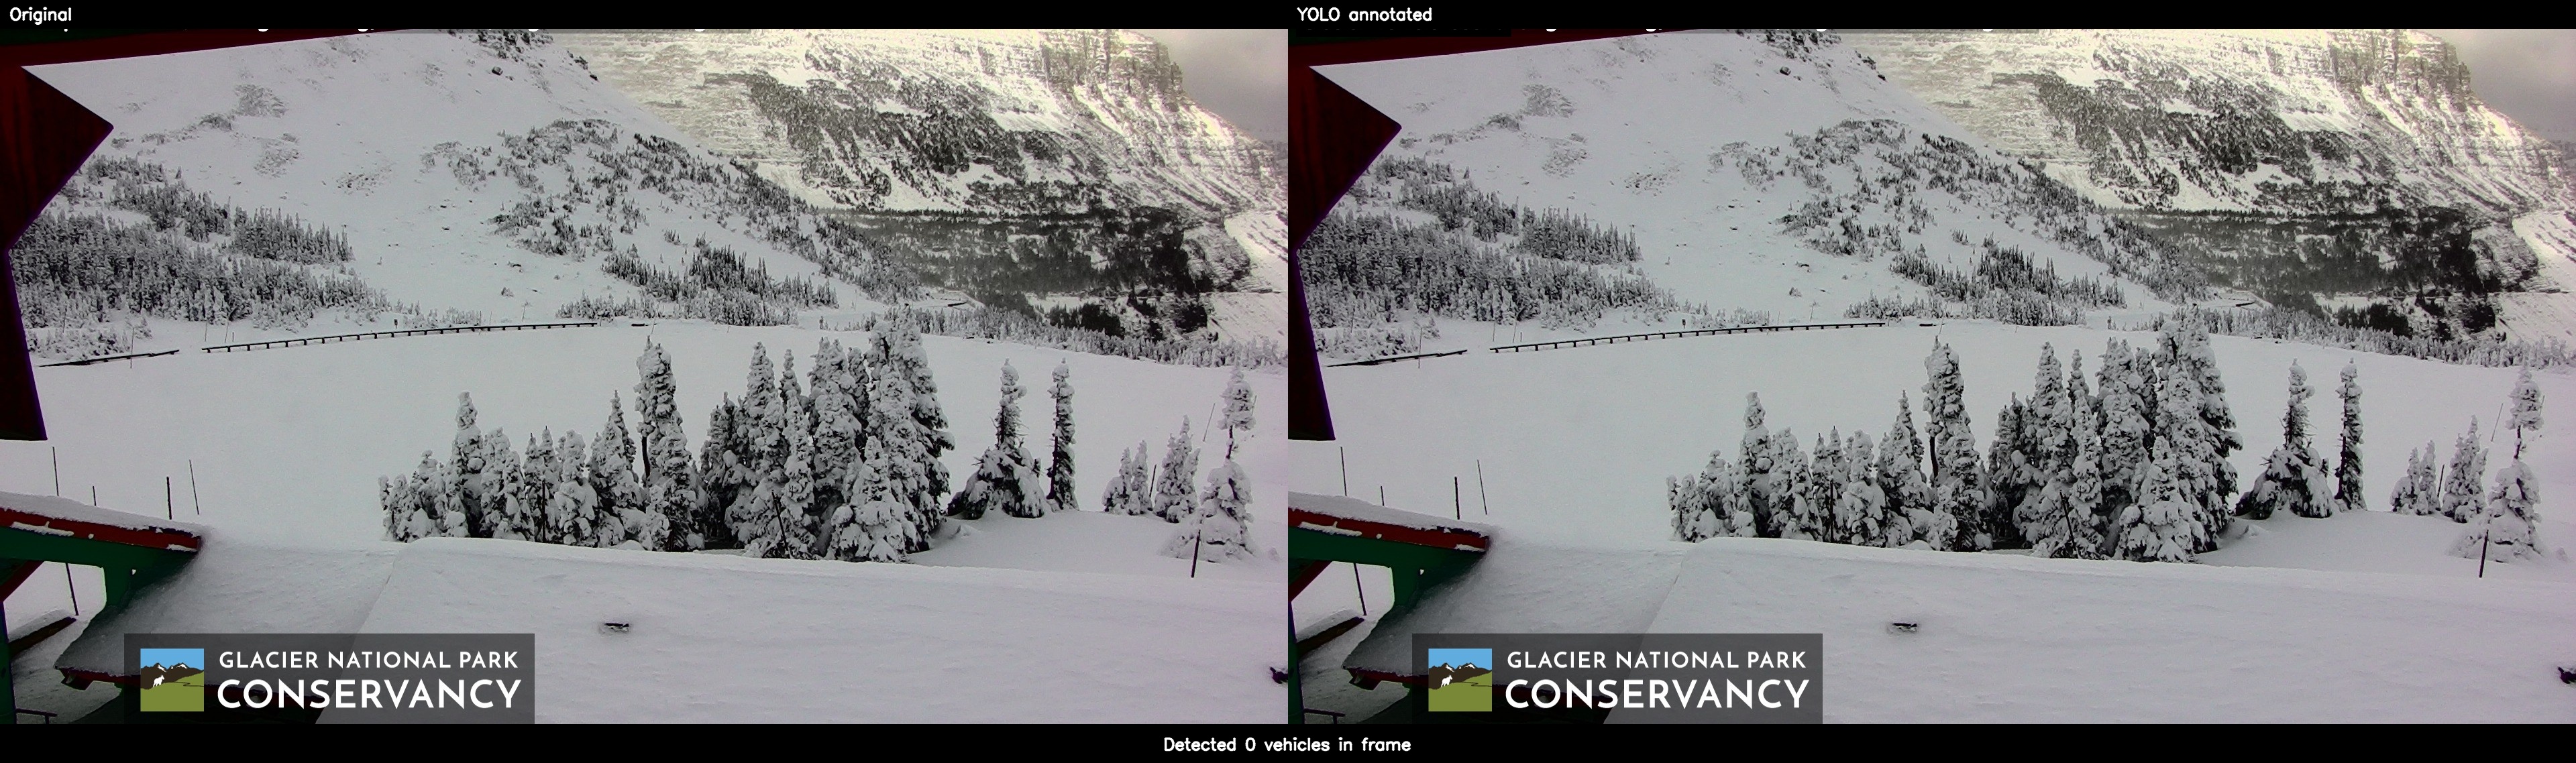 Original
YOLO annotated
GLACIER NATIONAL PARK
CONSERVANCY
GLACIER NATIONAL PARK
CONSERVANCY
Detected 0 vehicles in frame